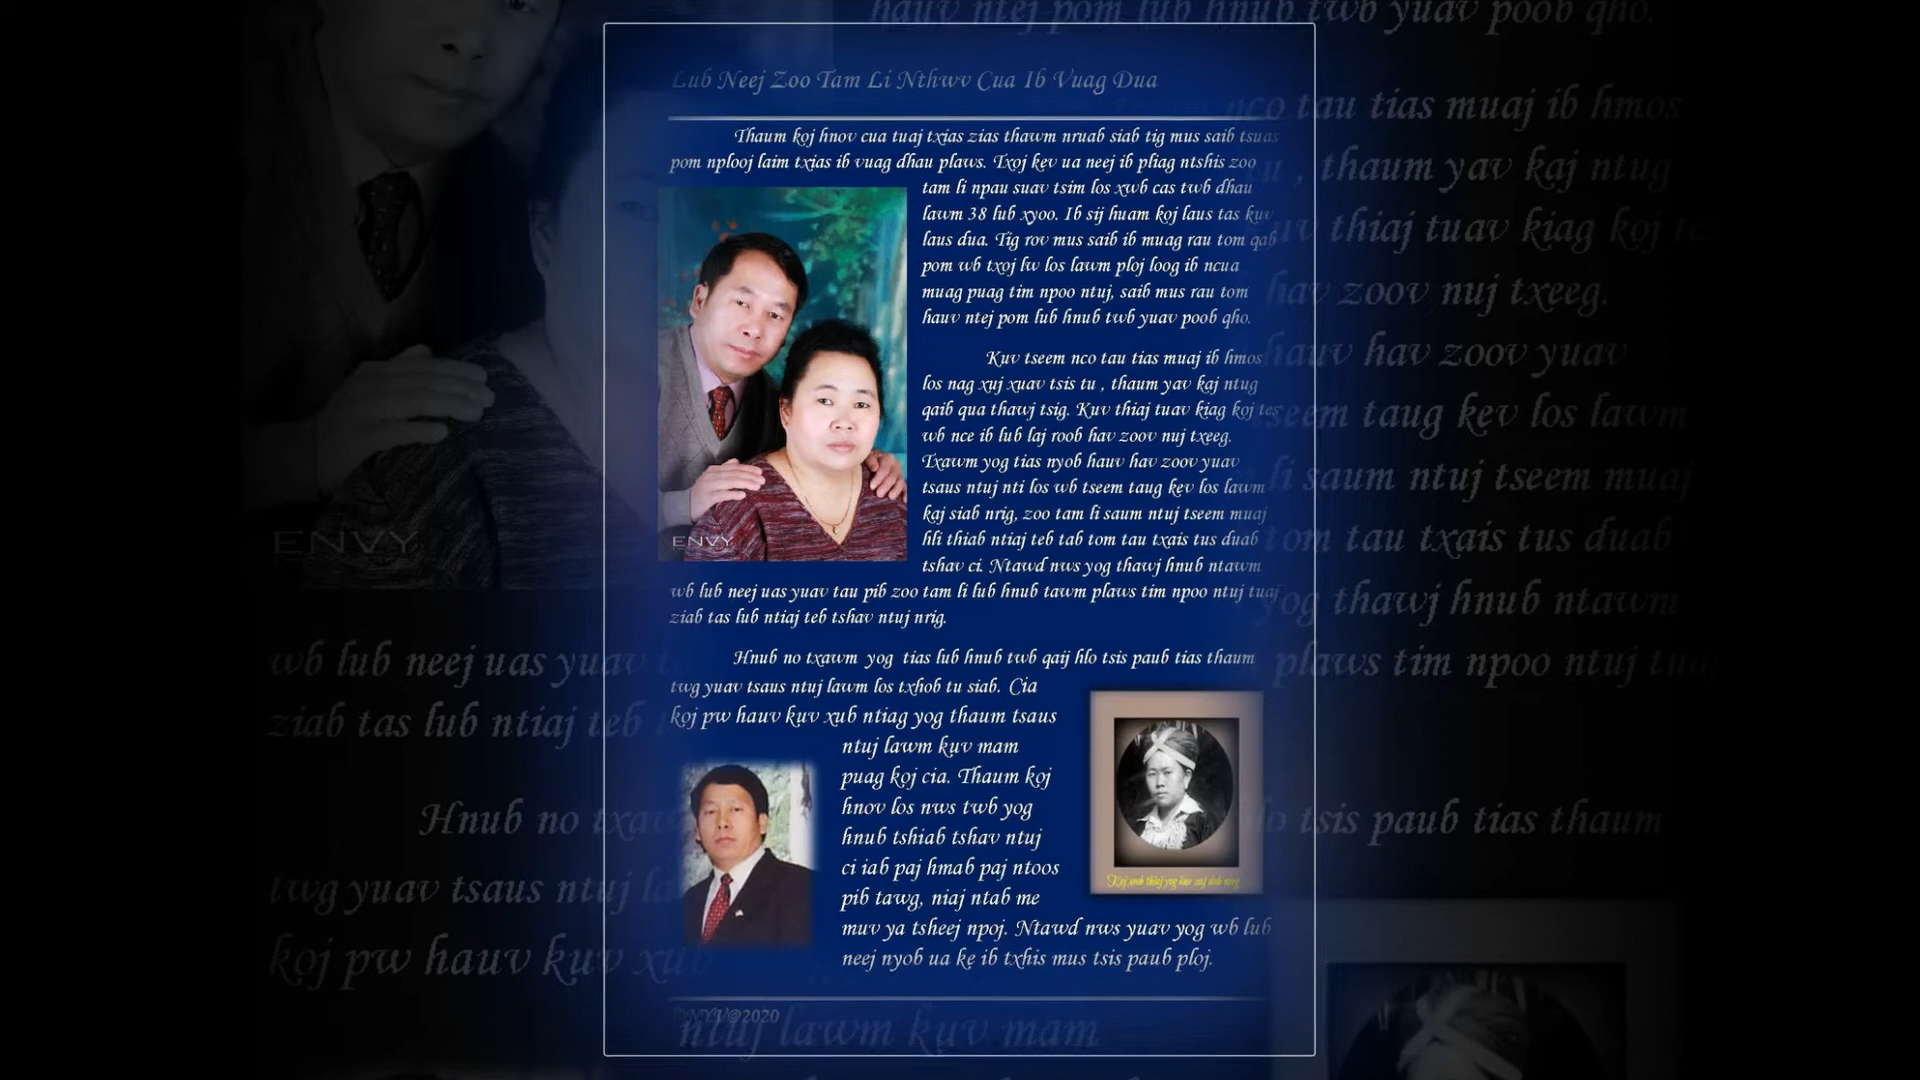 Lub Neej Zoo Tam Li Nthwv Cua Ib Vuag Dua
Thaum koj hnov cua tuaj txias zias thawm nruab siab tig mus saib tsuas
pom nplooj laim txias ib vuag dhau plaws. Txoj kev ua neej ib pliag ntshis zoo
tam li npau suav tsim los xwb cas twb dhau
lawm 38 lub xyoo. Ib sij huam koj laus tas kuv
laus dua. Tig rov mus saib ib muag rau tom qab
pom wb txoj lw los lawm ploj loog ib ncua
muag puag tim npoo ntuj, saib mus rau tom
hauv ntej pom lub hnub twb yuav poob qho.
Kuv tseem nco tau tias muaj ib hmos
los nag xuj xuav tsis tu , thaum yav kaj ntug
qaib qua thawj tsig. Kuv thiaj tuav kiag koj tes
wb nce ib lub laj roob hav zoov nuj txeeg.
Txawm yog tias nyob hauv hav zoov yuav
tsaus ntuj nti los wb tseem taug kev los lawm
kaj siab nrig, zoo tam li saum ntuj tseem muaj
hli thiab ntiaj teb tab tom tau txais tus duab
tshav ci. Ntawd nws yog thawj hnub ntawm
wb lub neej uas yuav tau pib zoo tam li lub hnub tawm plaws tim npoo ntuj tuaj
ziab tas lub ntiaj teb tshav ntuj nrig.
Hnub no txawm yog tias lub hnub twb qaij hlo tsis paub tias thaum
twg yuav tsaus ntuj lawm los txhob tu siab. Cia
koj pw hauv kuv xub ntiag yog thaum tsaus
ntuj lawm kuv mam
puag koj cia. Thaum koj
hnov los nws twb yog
hnub tshiab tshav ntuj
ci iab paj hmab paj ntoos
pib tawg, niaj ntab me
muv ya tsheej npoj. Ntawd nws yuav yog wb lub
neej nyob ua ke ib txhis mus tsis paub ploj.
ENVY
©2020